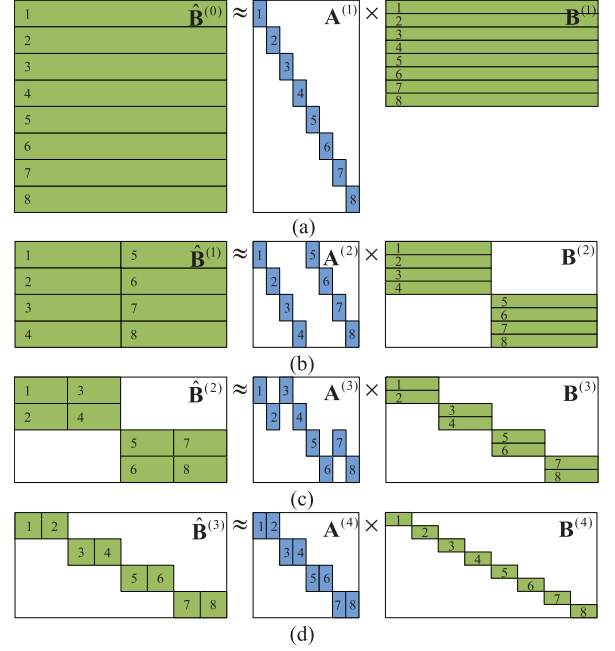 1 B̂(0) ≈ 1 A(1) × 1 B(1)
2 2 2
3 3 3
4 4 4
5 5 5
6 6 6
7 7 7
8 8 8
(a)
1 5 B̂(1) ≈ 1 5 A(2) × 1 B(2)
2 6 2 6 2
3 7 3 7 3
4 8 4 8 4
5
6
7
8
(b)
1 3 B̂(2) ≈ 1 3 A(3) × 1 B(3)
2 4 2 4 2
3
4
5 7 5 7 5
6 8 6 8 6
7
8
(c)
1 2 B̂(3) ≈ 1 2 A(4) × 1 B(4)
2
3 4 3 4 3
4
5 6 5 6 5
6
7 8 7 8 7
8
(d)